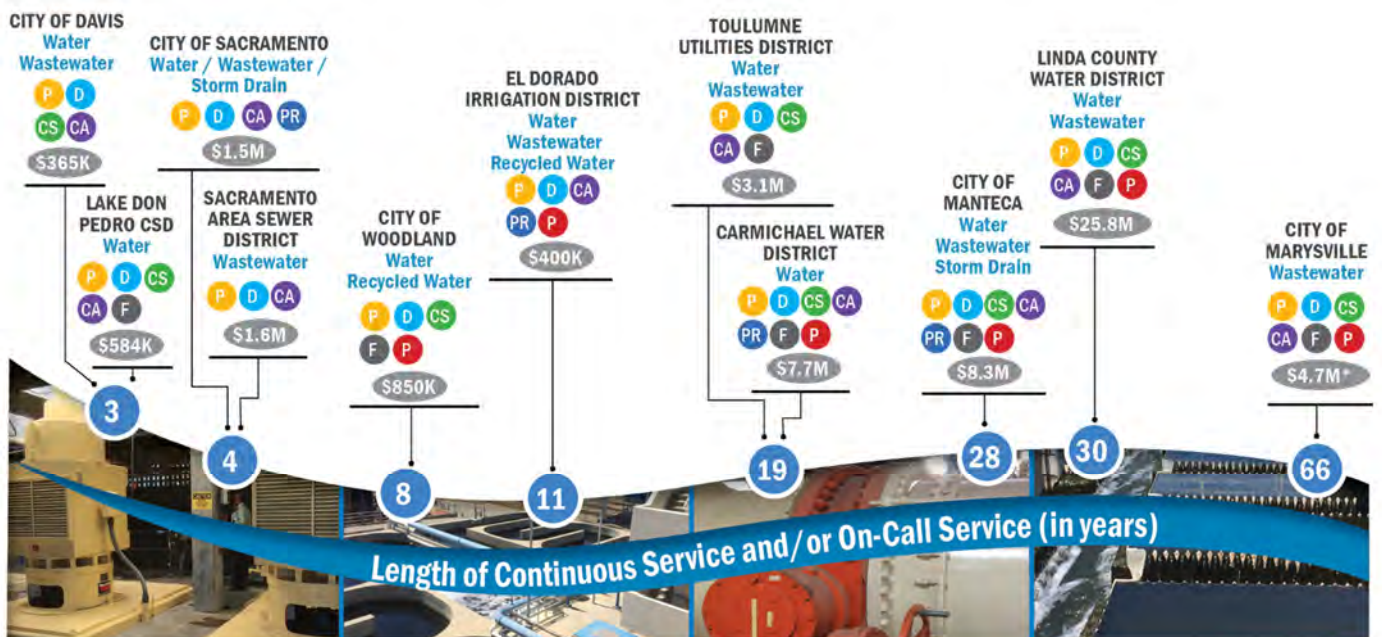 CITY OF DAVIS
Water
Wastewater
P D
CS CA
$365K
LAKE DON
PEDRO CSD
Water
P D CS
CA F
$584K
3
CITY OF SACRAMENTO
Water / Wastewater /
Storm Drain
P D CA PR
$1.5M
SACRAMENTO
AREA SEWER
DISTRICT
Wastewater
P D CA
$1.6M
4
CITY OF
WOODLAND
Water
Recycled Water
P D CS
F P
$850K
8
EL DORADO
IRRIGATION DISTRICT
Water
Wastewater
Recycled Water
P D CA
PR P
$400K
11
TOULUMNE
UTILITIES DISTRICT
Water
Wastewater
P D CS
CA F
$3.1M
CARMICHAEL WATER
DISTRICT
Water
P D CS CA
PR F P
$7.7M
19
CITY OF
MANTECA
Water
Wastewater
Storm Drain
P D CS CA
PR F P
$8.3M
28
LINDA COUNTY
WATER DISTRICT
Water
Wastewater
P D CS
CA F P
$25.8M
30
CITY OF
MARYSVILLE
Wastewater
P D CS
CA F P
$4.7M*
66
Length of Continuous Service and/or On-Call Service (in years)